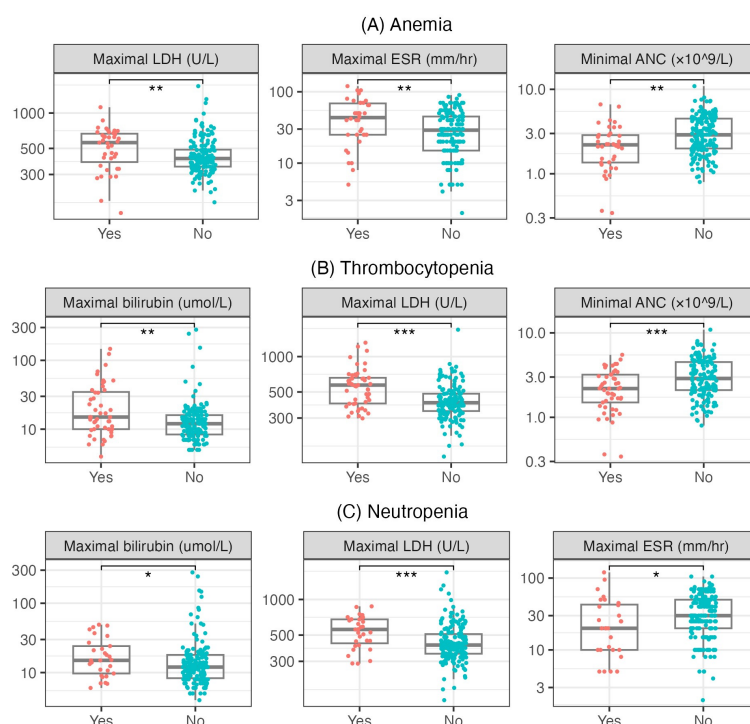 (A) Anemia
Maximal LDH (U/L) Maximal ESR (mm/hr) Minimal ANC (×10^9/L)
** ** **
1000 500 300
100 30 10 3
10.0 3.0 1.0 0.3
Yes No Yes No Yes No
(B) Thrombocytopenia
Maximal bilirubin (umol/L) Maximal LDH (U/L) Minimal ANC (×10^9/L)
** *** ***
300 100 30 10
1000 500 300
10.0 3.0 1.0 0.3
Yes No Yes No Yes No
(C) Neutropenia
Maximal bilirubin (umol/L) Maximal LDH (U/L) Maximal ESR (mm/hr)
* *** *
300 100 30 10
1000 500 300
100 30 10 3
Yes No Yes No Yes No